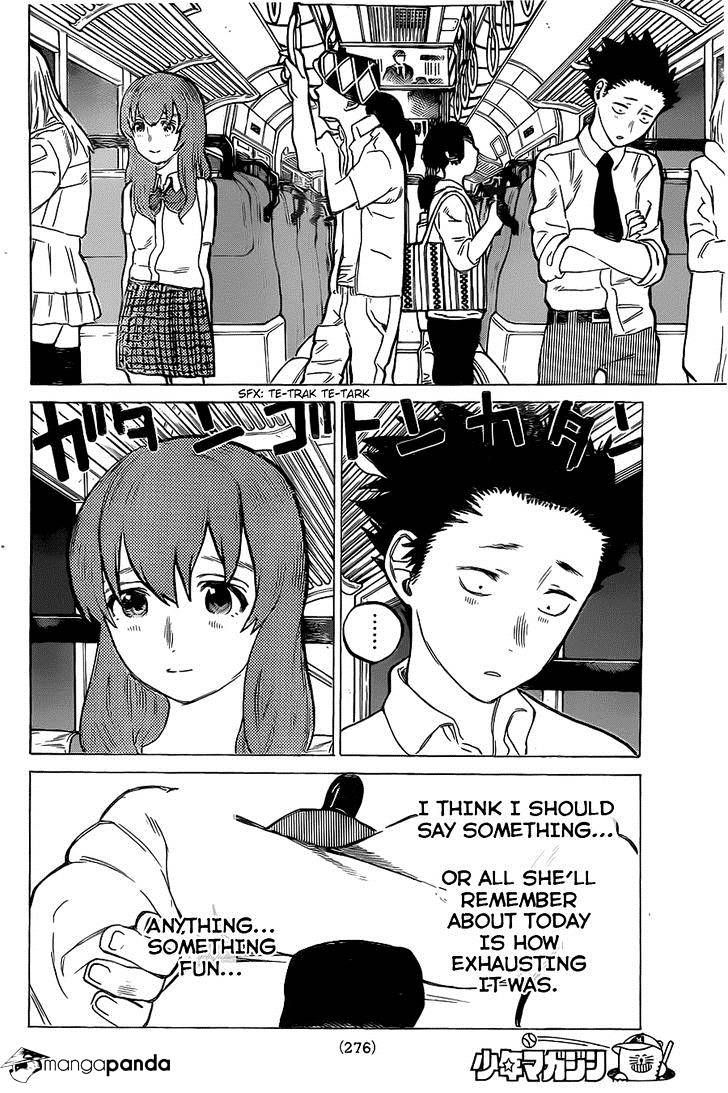 SFX: TE-TRAK TE-TARK
ガタンゴトンカタン
......
I THINK I SHOULD
SAY SOMETHING...
OR ALL SHE'LL
REMEMBER
ABOUT TODAY
IS HOW
EXHAUSTING
IT WAS.
ANYTHING...
SOMETHING
FUN...
(276)
mangapanda
少年マガジン